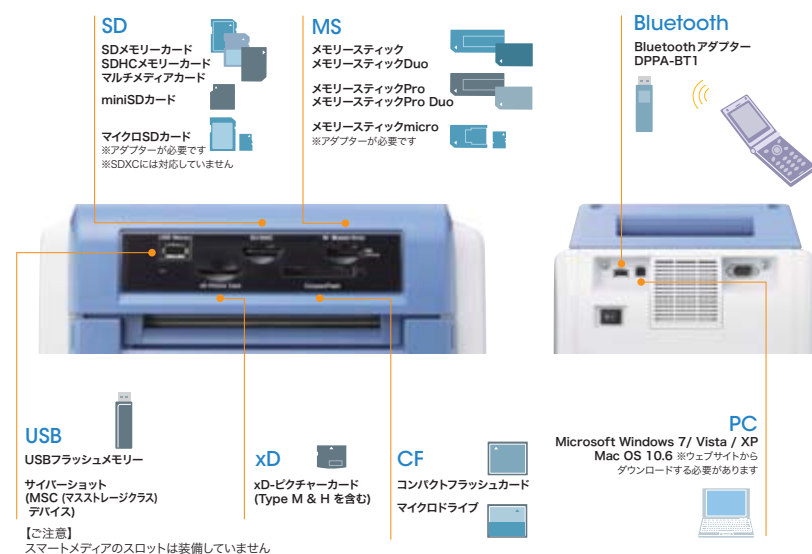 SD
SDメモリーカード
SDHCメモリーカード
マルチメディアカード
miniSDカード
マイクロSDカード
※アダプターが必要です
※SDXCには対応していません
MS
メモリースティック
メモリースティックDuo
メモリースティックPro
メモリースティックPro Duo
メモリースティックmicro
※アダプターが必要です
Bluetooth
Bluetoothアダプター
DPPA-BT1
USB
USBフラッシュメモリー
サイバーショット
(MSC (マスストレージクラス)
デバイス)
【ご注意】
スマートメディアのスロットは装備していません
xD
xD-ピクチャーカード
(Type M & H を含む)
CF
コンパクトフラッシュカード
マイクロドライブ
PC
Microsoft Windows 7/ Vista / XP
Mac OS 10.6 ※ウェブサイトから
ダウンロードする必要があります